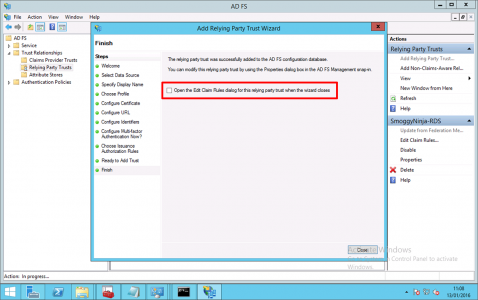 AD FS
File Action View Window Help
AD FS
Service
Trust Relationships
Claims Provider Trusts
Relying Party Trusts
Attribute Stores
Authentication Policies
Add Relying Party Trust Wizard
Finish
Steps
Welcome
Select Data Source
Specify Display Name
Choose Profile
Configure Certificate
Configure URL
Configure Identifiers
Configure Multi-factor
Authentication Now?
Choose Issuance
Authorization Rules
Ready to Add Trust
Finish
The relying party trust was successfully added to the AD FS configuration database.
You can modify this relying party trust by using the Properties dialog box in the AD FS Management snap-in.
Open the Edit Claim Rules dialog for this relying party trust when the wizard closes
Close
Actions
Relying Party Trusts
Add Relying Party Trust...
Add Non-Claims-Aware Rel...
View
New Window from Here
Refresh
Help
SmoggyNinja-RDS
Update from Federation Me...
Edit Claim Rules...
Disable
Properties
Delete
Help
Windows
Control Panel to activate
Windows.
Action: In progress...
11:08
13/01/2016